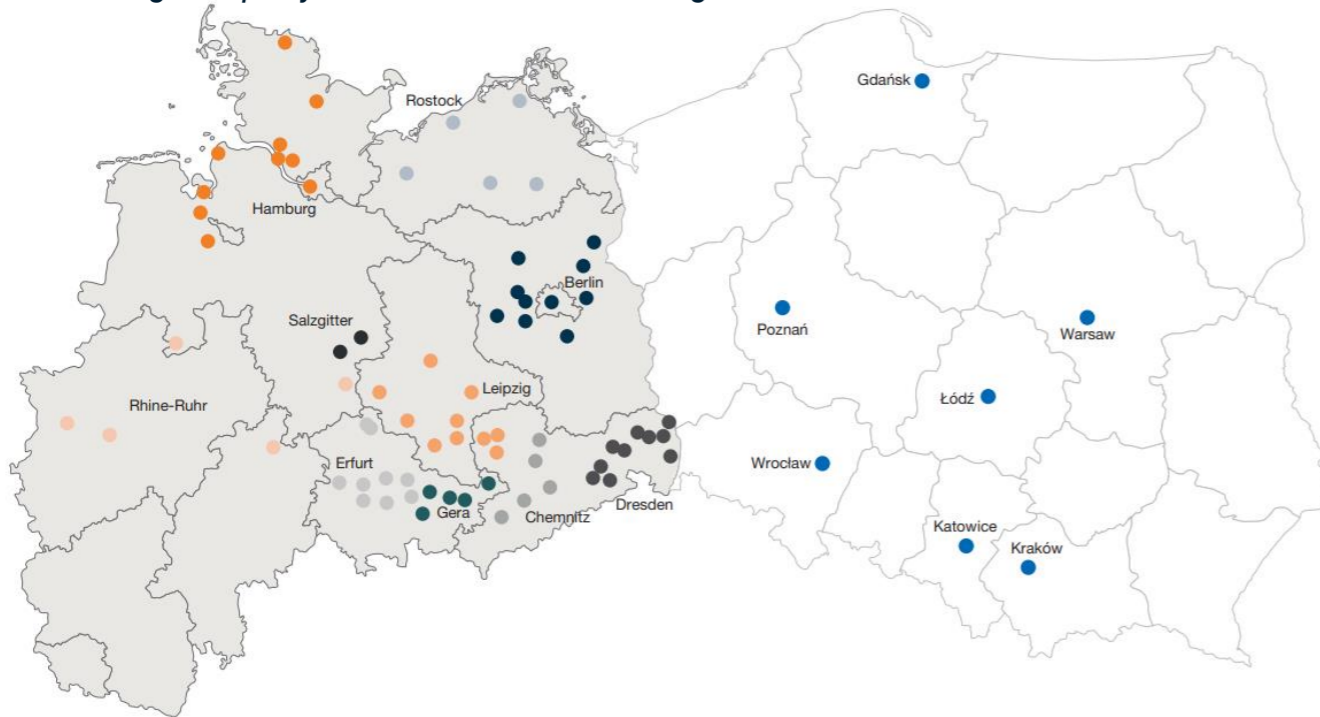 Gdańsk
Rostock
Hamburg
Berlin
Salzgitter
Poznań
Warsaw
Leipzig
Łódź
Rhine-Ruhr
Erfurt
Wrocław
Dresden
Gera
Chemnitz
Katowice
Kraków